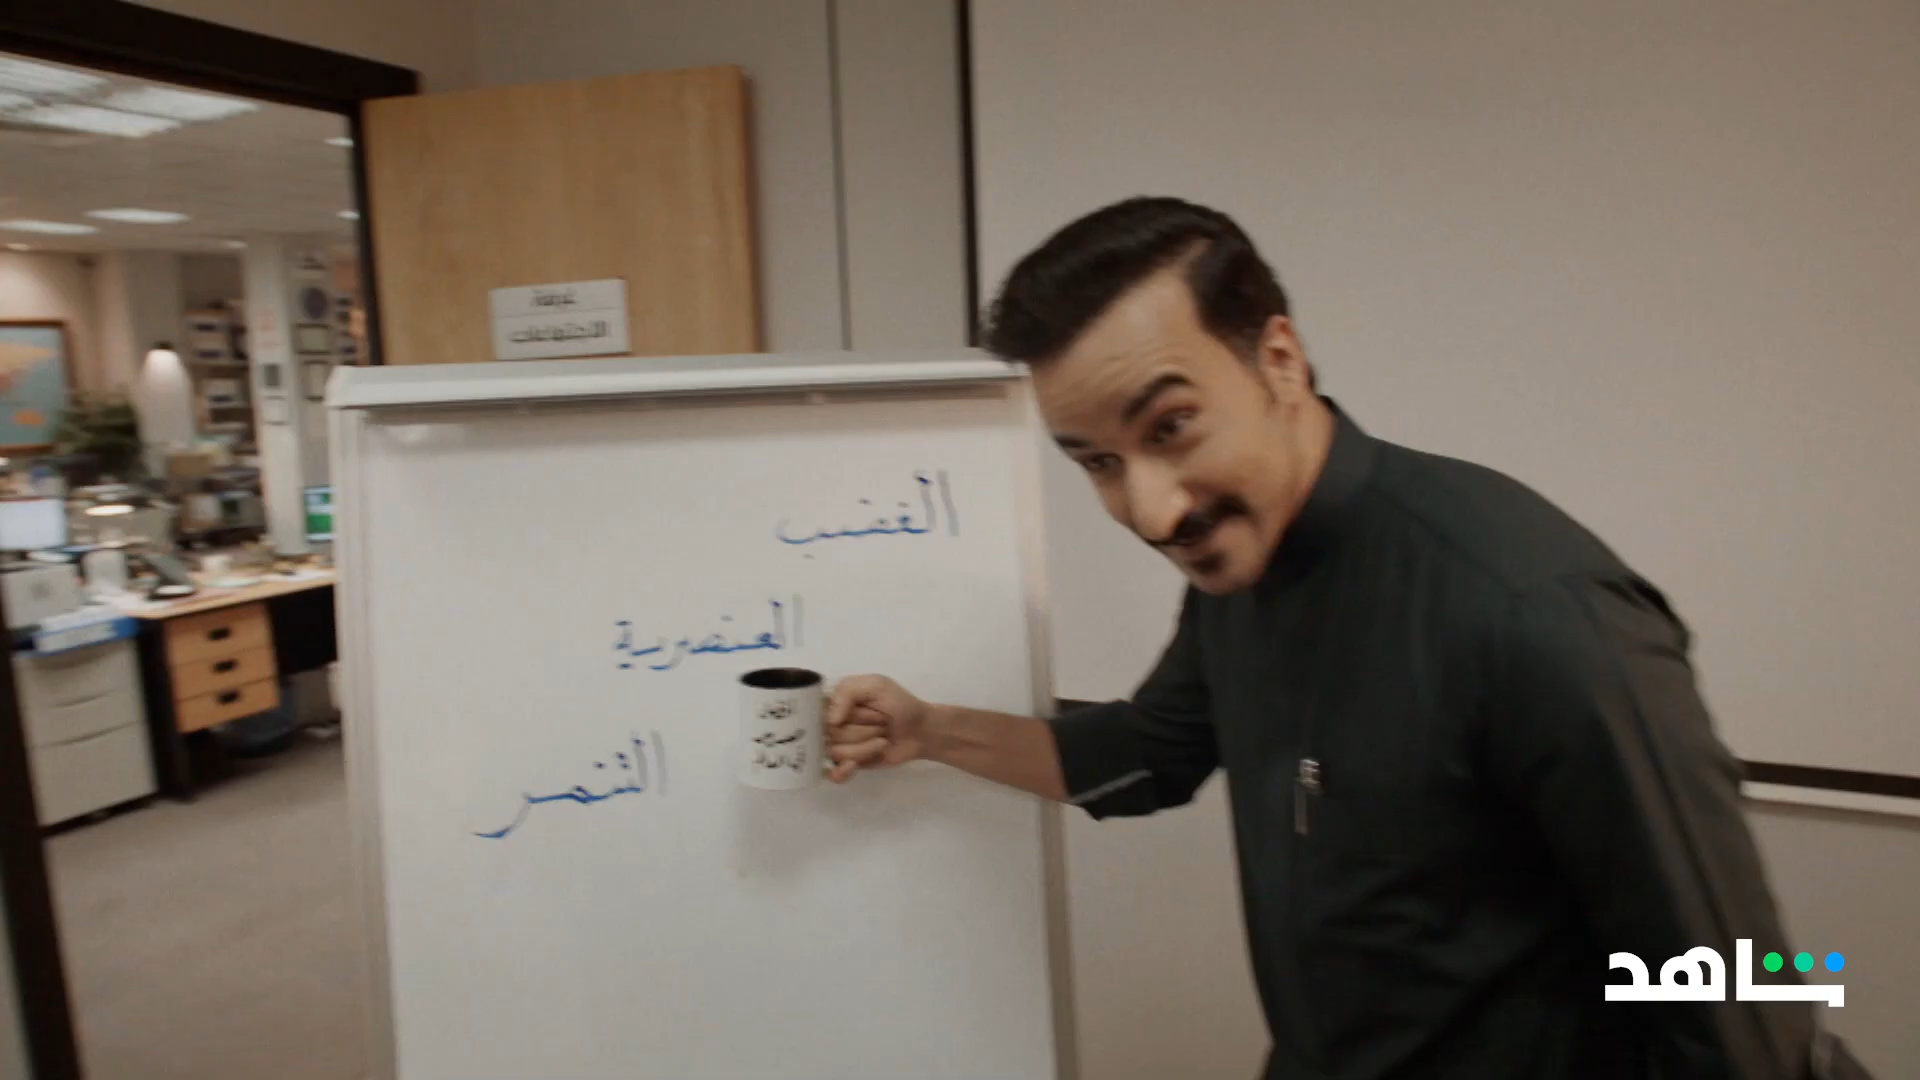 غرفة
الاجتماعات
الغضب
العنصرية
التنمر
شاهد